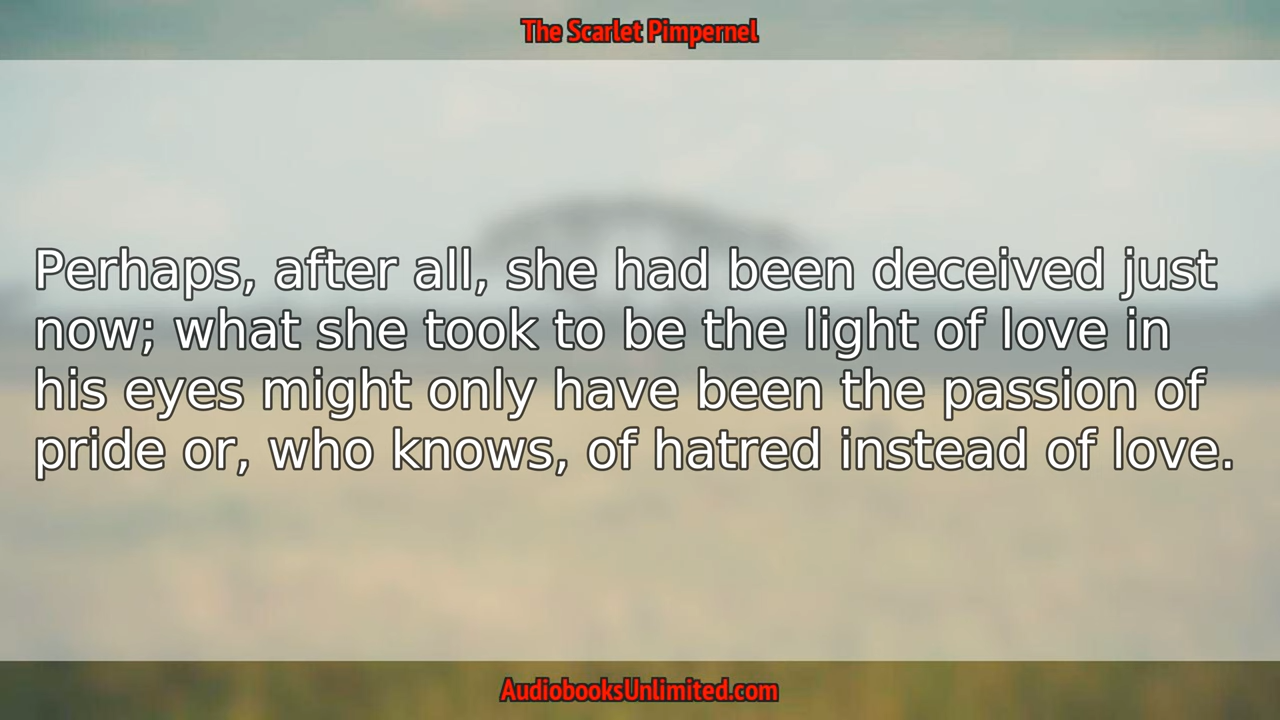 The Scarlet Pimpernel
Perhaps, after all, she had been deceived just
now; what she took to be the light of love in
his eyes might only have been the passion of
pride or, who knows, of hatred instead of love.
AudiobooksUnlimited.com